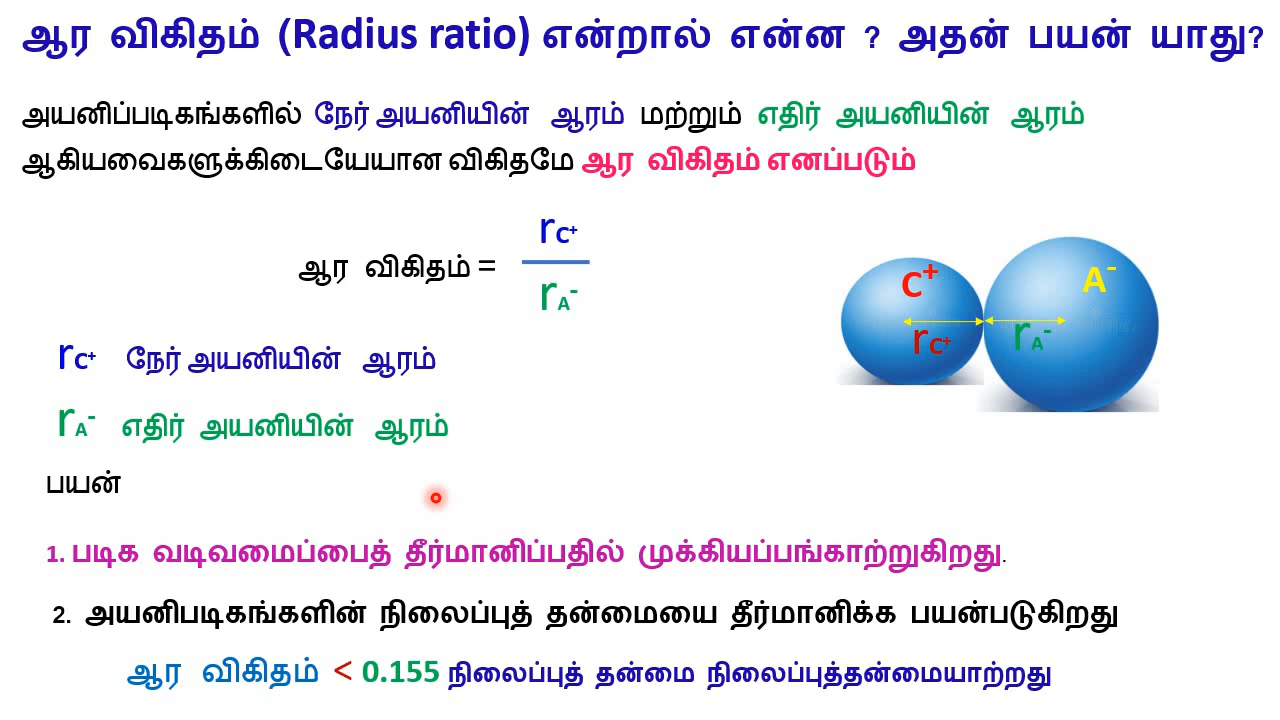 ஆர விகிதம் (Radius ratio) என்றால் என்ன ? அதன் பயன் யாது?
அயனிப்படிகங்களில் நேர் அயனியின் ஆரம் மற்றும் எதிர் அயனியின் ஆரம்
ஆகியவைகளுக்கிடையேயான விகிதமே ஆர விகிதம் எனப்படும்
rC+
ஆர விகிதம் =
rA-
C+
A-
rC+
rA-
rC+ நேர் அயனியின் ஆரம்
rA- எதிர் அயனியின் ஆரம்
பயன்
1. படிக வடிவமைப்பைத் தீர்மானிப்பதில் முக்கியப்பங்காற்றுகிறது.
2. அயனிபடிகங்களின் நிலைப்புத் தன்மையை தீர்மானிக்க பயன்படுகிறது
ஆர விகிதம் < 0.155 நிலைப்புத் தன்மை நிலைப்புத்தன்மையாற்றது